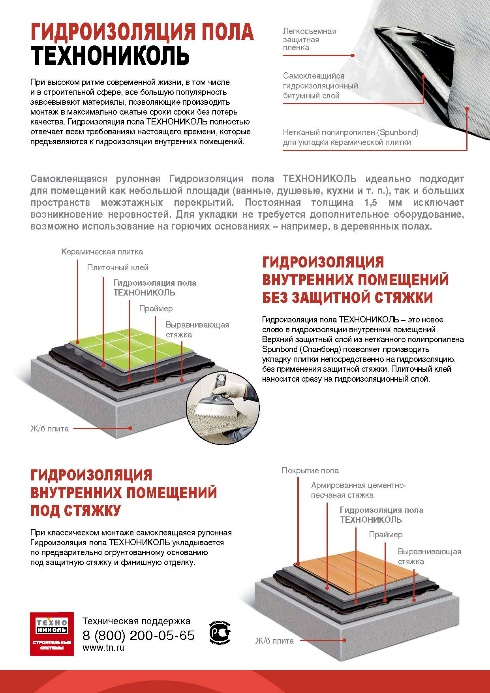 ГИДРОИЗОЛЯЦИЯ ПОЛА
ТЕХНОНИКОЛЬ
При высоком ритме современной жизни, в том числе
и в строительной сфере, все большую популярность
завоевывают материалы, позволяющие производить
монтаж в максимально сжатые сроки сроки без потерь
качества. Гидроизоляция пола ТЕХНОНИКОЛЬ полностью
отвечает всем требованиям настоящего времени, которые
предъявляются к гидроизоляции внутренних помещений.
Легкосъемная
защитная
пленка
Самоклеящийся
гидроизоляционный
битумный слой
Нетканый полипропилен (Spunbond)
для укладки керамической плитки
Самоклеящаяся рулонная Гидроизоляция пола ТЕХНОНИКОЛЬ идеально подходит
для помещений как небольшой площади (ванные, душевые, кухни и т. п.), так и больших
пространств межэтажных перекрытий. Постоянная толщина 1,5 мм исключает
возникновение неровностей. Для укладки не требуется дополнительное оборудование,
возможно использование на горючих основаниях – например, в деревянных полах.
Керамическая плитка
Плиточный клей
Гидроизоляция пола
ТЕХНОНИКОЛЬ
Праймер
Выравнивающая
стяжка
Ж/б плита
ГИДРОИЗОЛЯЦИЯ
ВНУТРЕННИХ ПОМЕЩЕНИЙ
БЕЗ ЗАЩИТНОЙ СТЯЖКИ
Гидроизоляция пола ТЕХНОНИКОЛЬ – это новое
слово в гидроизоляции внутренних помещений.
Верхний защитный слой из нетканного полипропилена
Spunbond (Спанбонд) позволяет производить
укладку плитки непосредственно на гидроизоляцию,
без применения защитной стяжки. Плиточный клей
наносится сразу на гидроизоляционный слой.
ГИДРОИЗОЛЯЦИЯ
ВНУТРЕННИХ ПОМЕЩЕНИЙ
ПОД СТЯЖКУ
При классическом монтаже самоклеящаяся рулонная
Гидроизоляция пола ТЕХНОНИКОЛЬ укладывается
по предварительно огрунтованному основанию
под защитную стяжку и финишную отделку.
Покрытие пола
Армированная цементно-
песчаная стяжка
Гидроизоляция пола
ТЕХНОНИКОЛЬ
Праймер
Выравнивающая
стяжка
Ж/б плита
ТЕХНО
НИКОЛЬ
СТРОИТЕЛЬНЫЕ
СИСТЕМЫ
Техническая поддержка
8 (800) 200-05-65
www.tn.ru